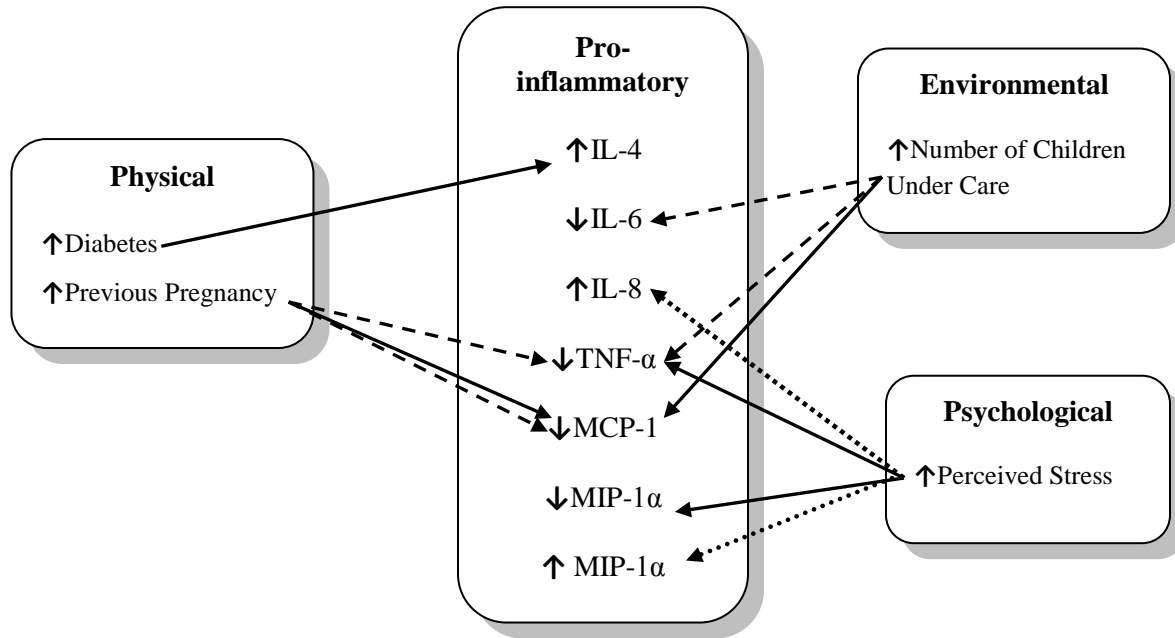 Physical
↑Diabetes
↑Previous Pregnancy
Pro-
inflammatory
↑IL-4
↓IL-6
↑IL-8
↓TNF-α
↓MCP-1
↓MIP-1α
↑ MIP-1α
Environmental
↑Number of Children
Under Care
Psychological
↑Perceived Stress